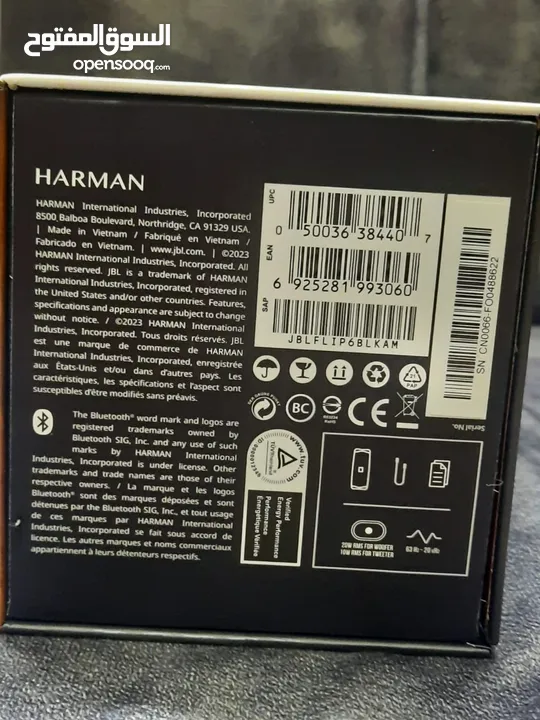 السوق المفتوح
opensooq.com
HARMAN
HARMAN International Industries, Incorporated
8500, Balboa Boulevard, Northridge, CA 91329 USA.
| Made in Vietnam / Fabriqué en Vietnam /
Fabricado en Vietnam. | www.jbl.com. | ©2023
HARMAN International Industries, Incorporated. All
rights reserved. JBL is a trademark of HARMAN
International Industries, Incorporated, registered in
the United States and/or other countries. Features,
specifications and appearance are subject to change
without notice. / ©2023 HARMAN International
Industries, Incorporated. Tous droits réservés. JBL
est une marque de commerce de HARMAN
International Industries, Incorporated, enregistrée
aux États-Unis et/ou dans d'autres pays. Les
caractéristiques, les spécifications et l'aspect sont
susceptibles d'être modifiés sans préavis.
The Bluetooth® word mark and logos are
registered trademarks owned by
Bluetooth SIG, Inc. and any use of such
marks by HARMAN International
Industries, Incorporated is under license. Other
trademarks and trade names are those of their
respective owners. / La marque et les logos
Bluetooth® sont des marques déposées et sont
détenues par the Bluetooth SIG, Inc., et tout usage
de ces marques par HARMAN International
Industries, Incorporated se fait sous accord de
licence. Les autres marques et noms commerciaux
appartiennent à leurs détenteurs respectifs.
UPC
0 50036 38440 7
EAN
6 925281 993060
SAP
JBLFLIP6BLKAM
SN: CN0066-FO0488622
Serial No.:
21
PAP
BC
CE
www.tuv.com
TÜVRheinland
Verified
Energy Performance
Performance
Énergétique Vérifiée
20W RMS FOR WOOFER
10W RMS FOR TWEETER
63 Hz - 20 kHz